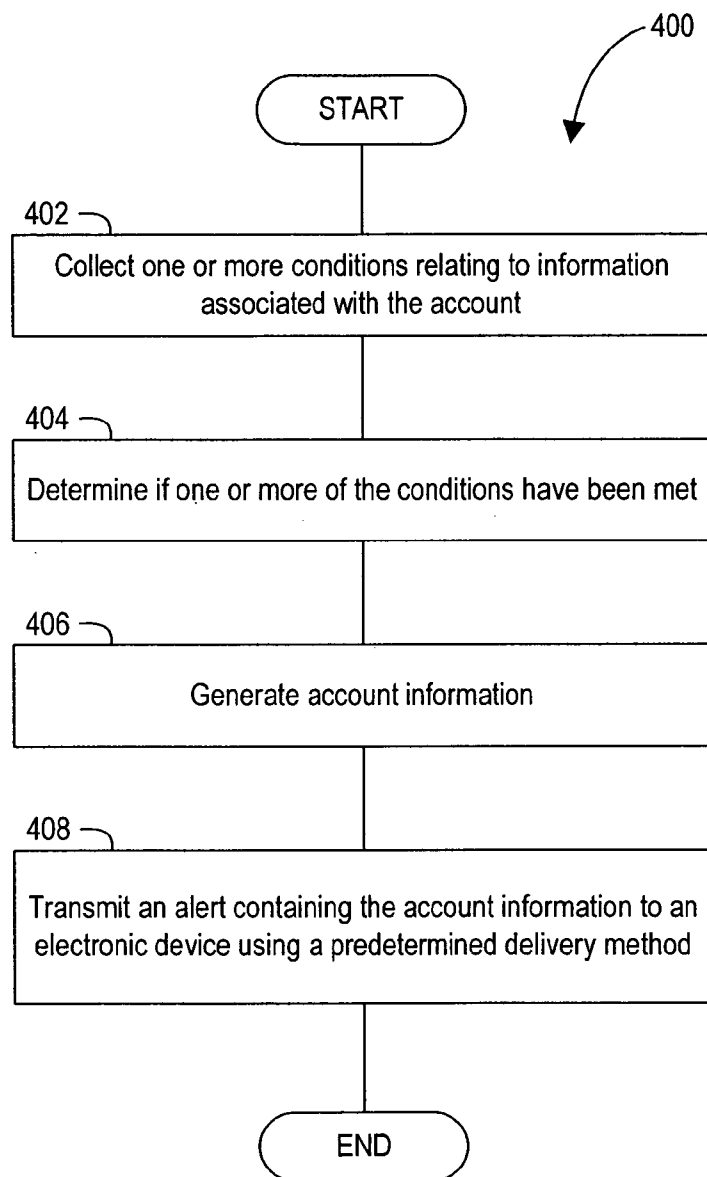 400
START
402
Collect one or more conditions relating to information
associated with the account
404
Determine if one or more of the conditions have been met
406
Generate account information
408
Transmit an alert containing the account information to an
electronic device using a predetermined delivery method
END